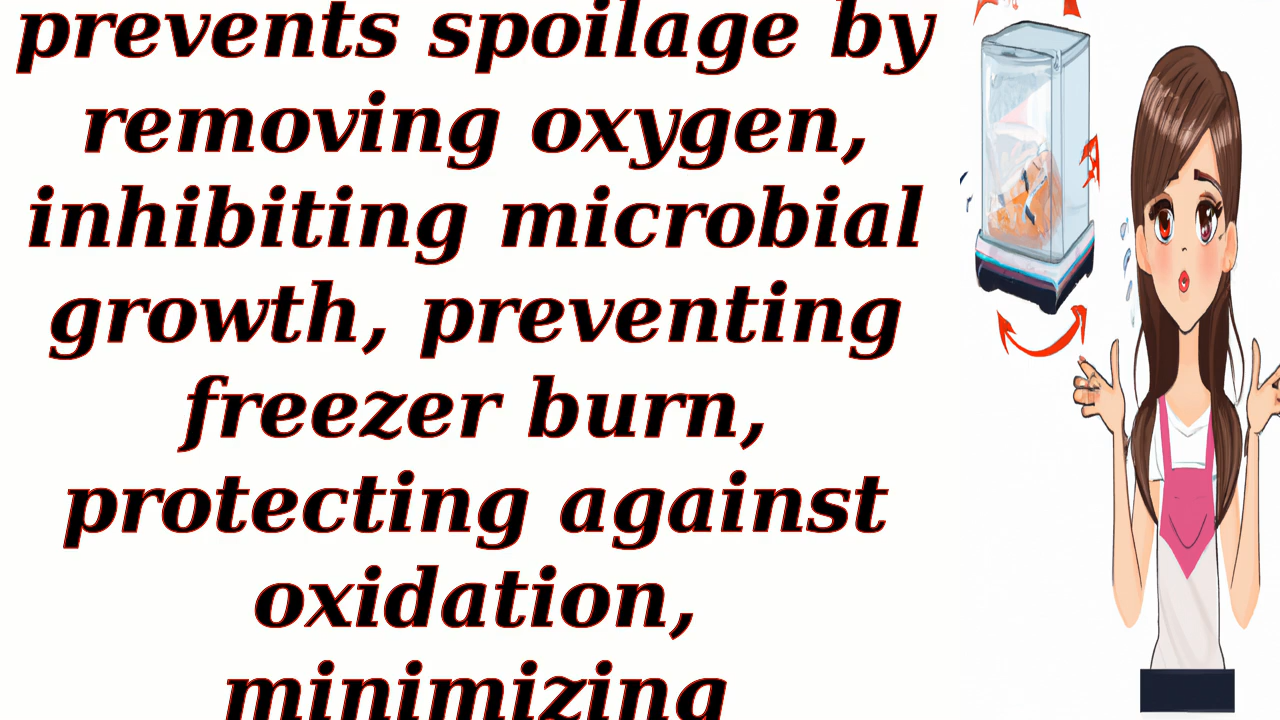 prevents spoilage by
removing oxygen,
inhibiting microbial
growth, preventing
freezer burn,
protecting against
oxidation,
minimizing